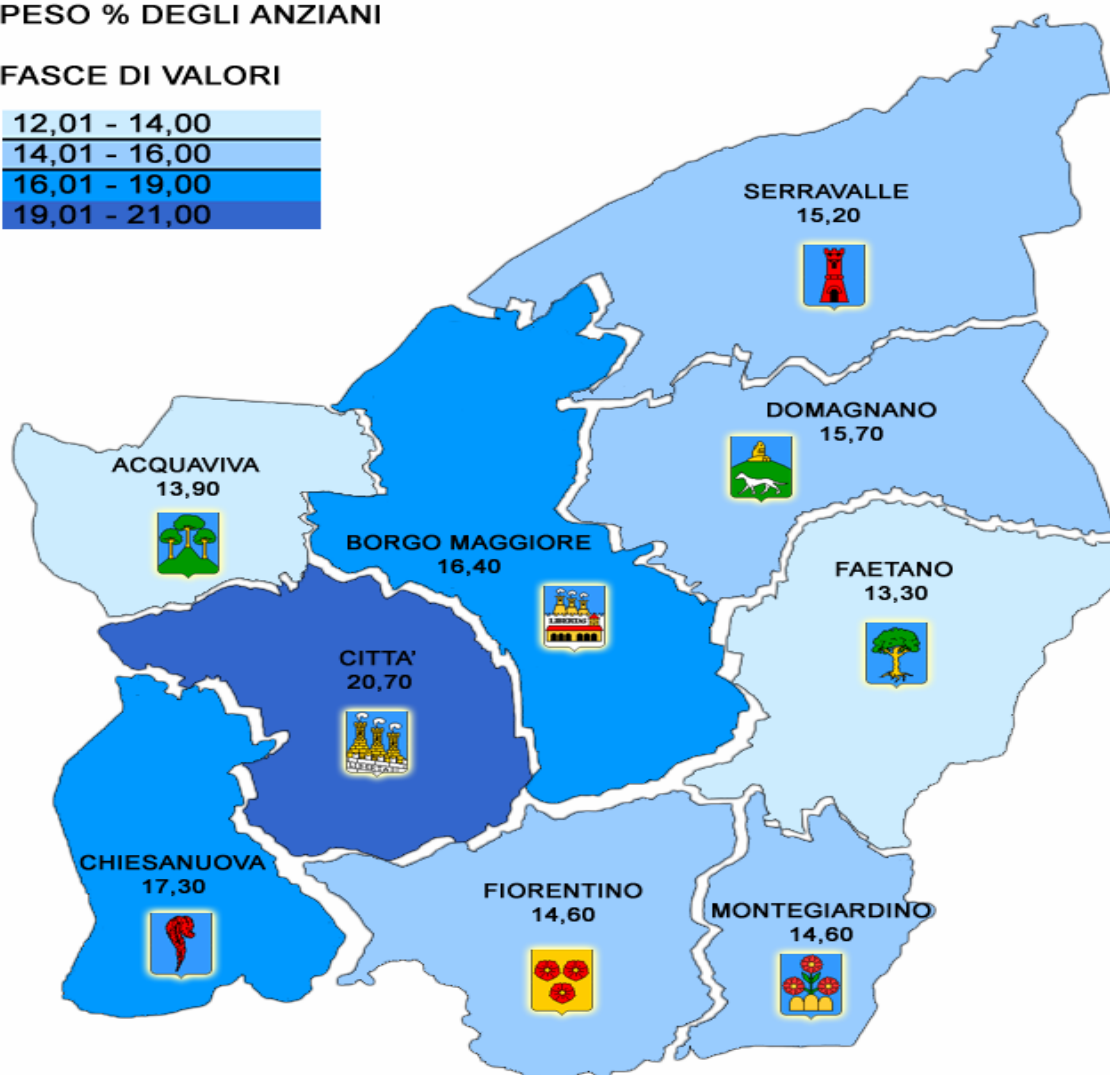 PESO % DEGLI ANZIANI
FASCE DI VALORI
12,01 - 14,00
14,01 - 16,00
16,01 - 19,00
19,01 - 21,00
SERRAVALLE
15,20
DOMAGNANO
15,70
ACQUAVIVA
13,90
BORGO MAGGIORE
16,40
LIBERTAS
FAETANO
13,30
CITTA'
20,70
CHIESANUOVA
17,30
FIORENTINO
14,60
MONTEGIARDINO
14,60